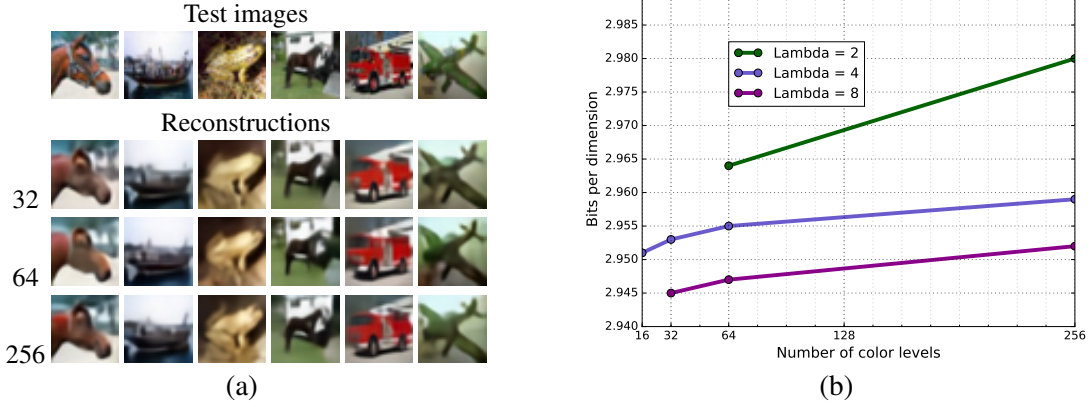 Test images
Reconstructions
32
64
256
(a)
2.985
2.980
2.975
2.970
2.965
2.960
2.955
2.950
2.945
2.940
Bits per dimension
Lambda = 2
Lambda = 4
Lambda = 8
16 32 64 128 256
Number of color levels
(b)